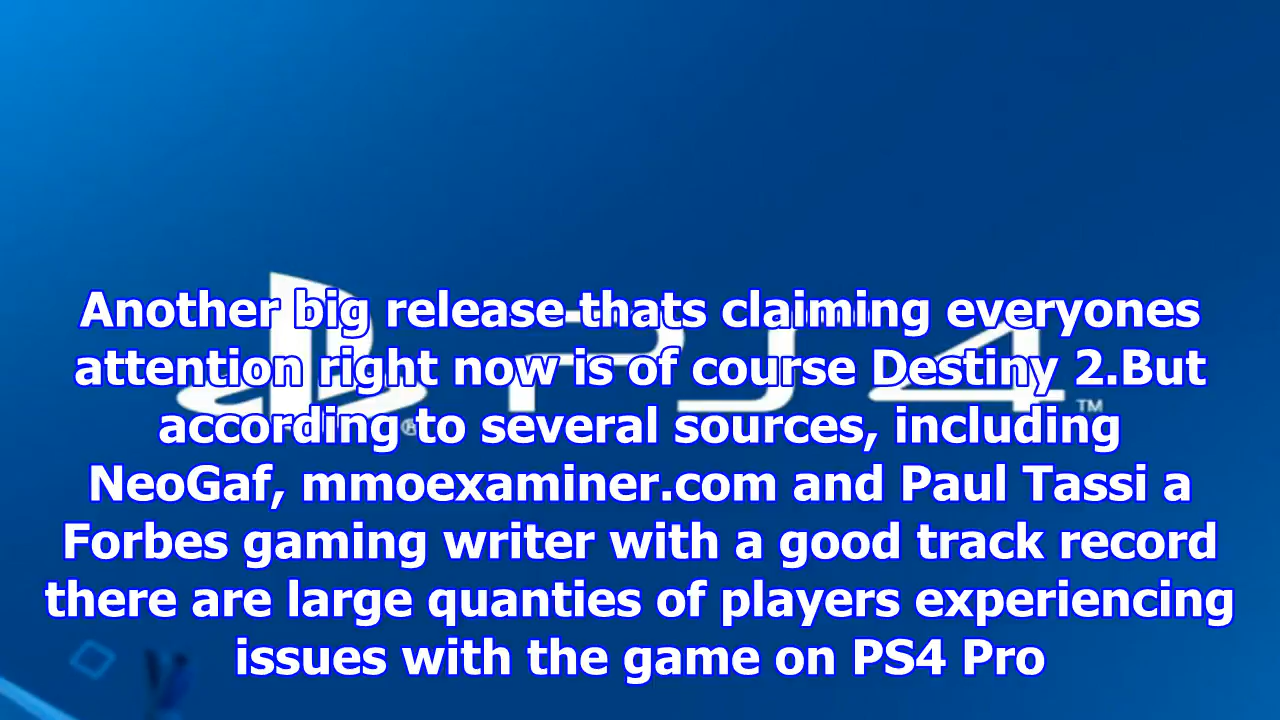 Another big release thats claiming everyones
attention right now is of course Destiny 2.But
according to several sources, including
NeoGaf, mmoexaminer.com and Paul Tassi a
Forbes gaming writer with a good track record
there are large quanties of players experiencing
issues with the game on PS4 Pro
PS4™
®